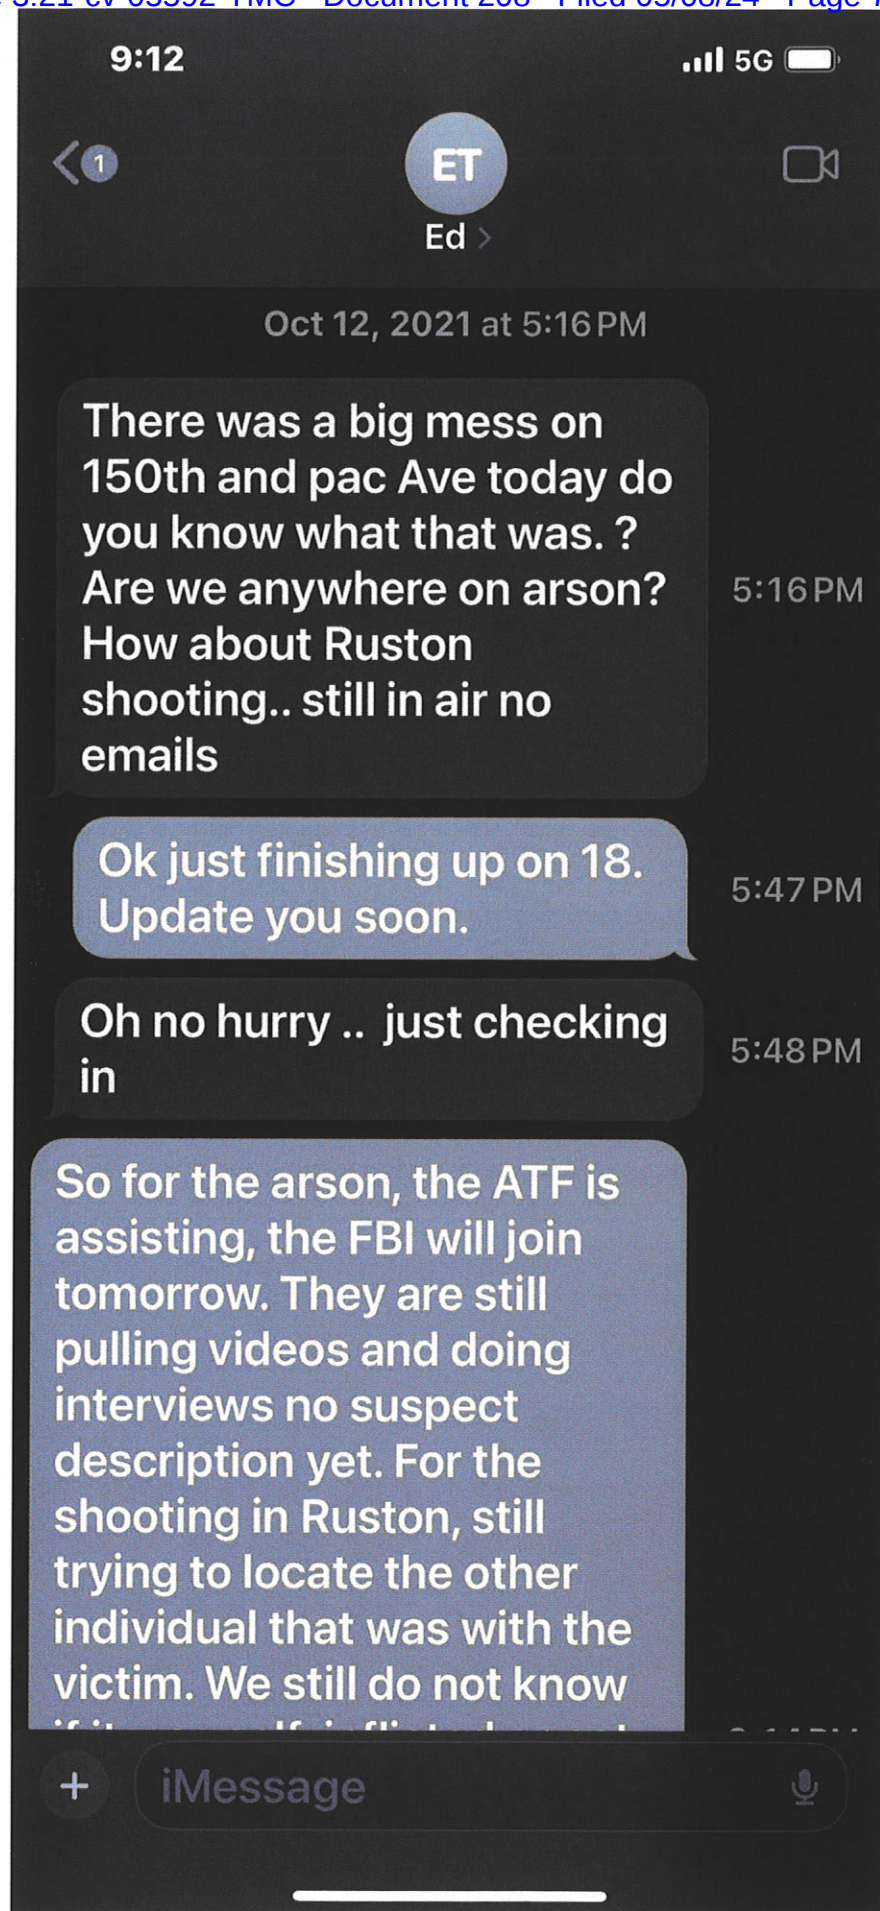 9:12
5G
1
ET
Ed
Oct 12, 2021 at 5:16 PM
There was a big mess on
150th and pac Ave today do
you know what that was. ?
Are we anywhere on arson?
How about Ruston
shooting.. still in air no
emails
5:16 PM
Ok just finishing up on 18.
Update you soon.
5:47 PM
Oh no hurry .. just checking
in
5:48 PM
So for the arson, the ATF is
assisting, the FBI will join
tomorrow. They are still
pulling videos and doing
interviews no suspect
description yet. For the
shooting in Ruston, still
trying to locate the other
individual that was with the
victim. We still do not know
iMessage